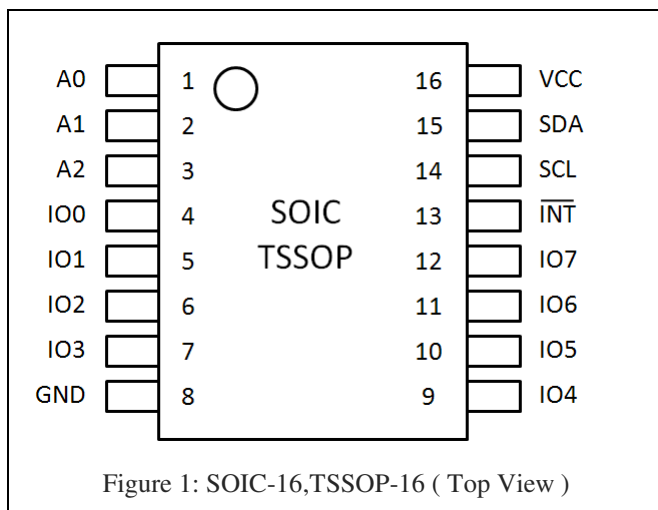 A0 1 16 VCC
A1 2 15 SDA
A2 3 14 SCL
IO0 4 SOIC 13 I̅N̅T̅
IO1 5 TSSOP 12 IO7
IO2 6 11 IO6
IO3 7 10 IO5
GND 8 9 IO4
Figure 1: SOIC-16,TSSOP-16 ( Top View )